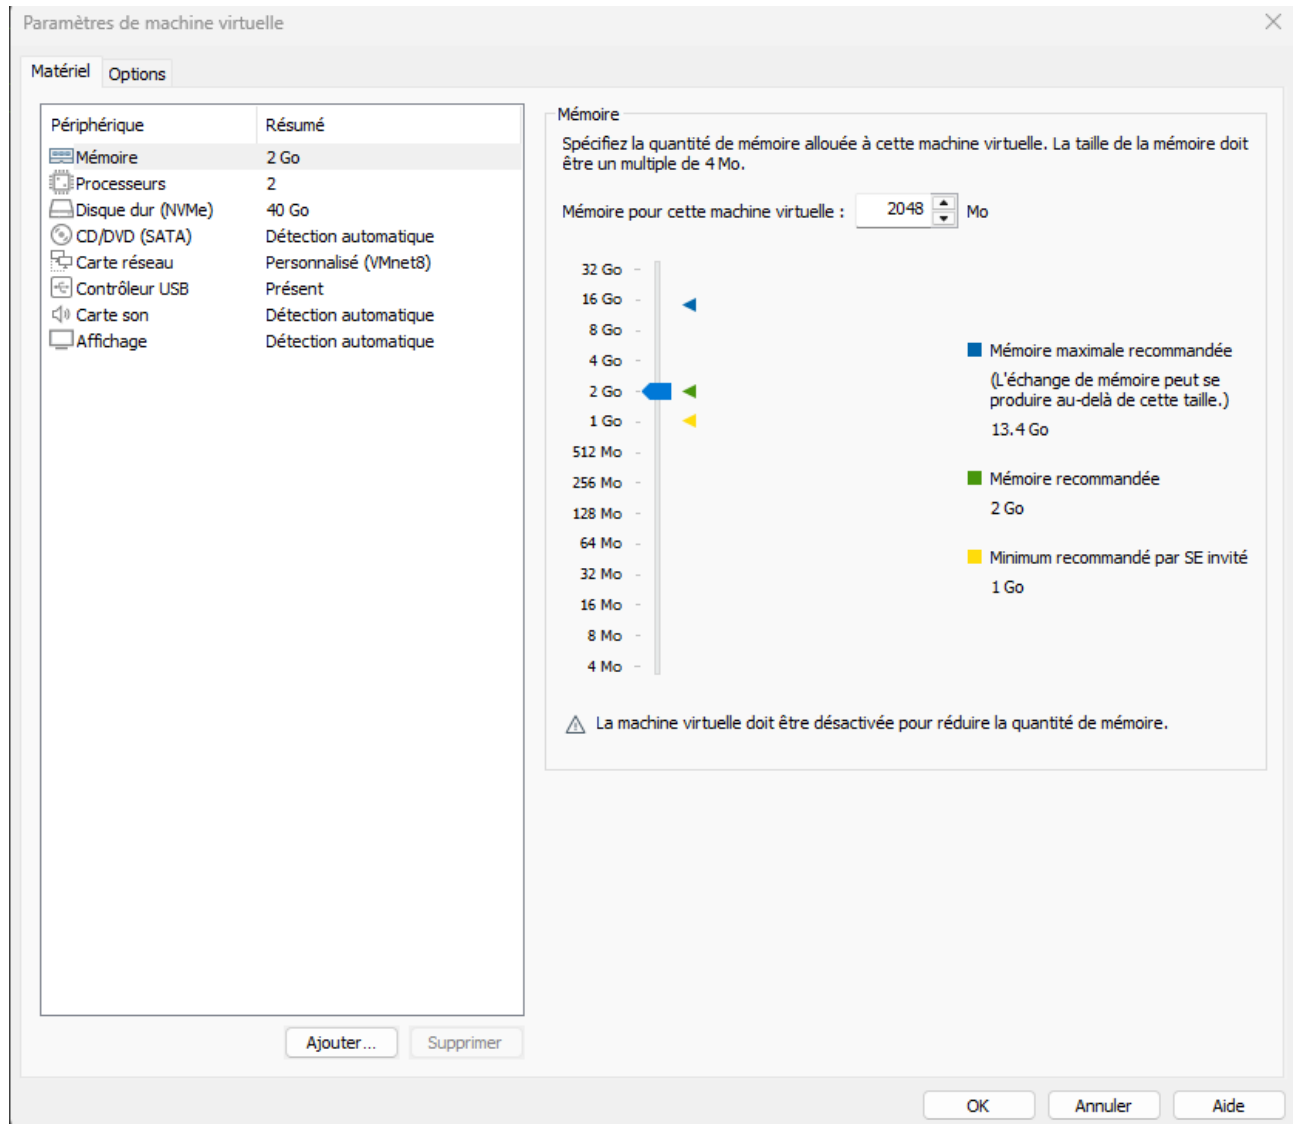 Paramètres de machine virtuelle
Matériel
Options
Périphérique Résumé
Mémoire 2 Go
Processeurs 2
Disque dur (NVMe) 40 Go
CD/DVD (SATA) Détection automatique
Carte réseau Personnalisé (VMnet8)
Contrôleur USB Présent
Carte son Détection automatique
Affichage Détection automatique
Ajouter...
Supprimer
Mémoire
Spécifiez la quantité de mémoire allouée à cette machine virtuelle. La taille de la mémoire doit
être un multiple de 4 Mo.
Mémoire pour cette machine virtuelle : 2048 Mo
32 Go
16 Go
8 Go
4 Go
2 Go
1 Go
512 Mo
256 Mo
128 Mo
64 Mo
32 Mo
16 Mo
8 Mo
4 Mo
Mémoire maximale recommandée
(L'échange de mémoire peut se
produire au-delà de cette taille.)
13.4 Go
Mémoire recommandée
2 Go
Minimum recommandé par SE invité
1 Go
La machine virtuelle doit être désactivée pour réduire la quantité de mémoire.
OK
Annuler
Aide